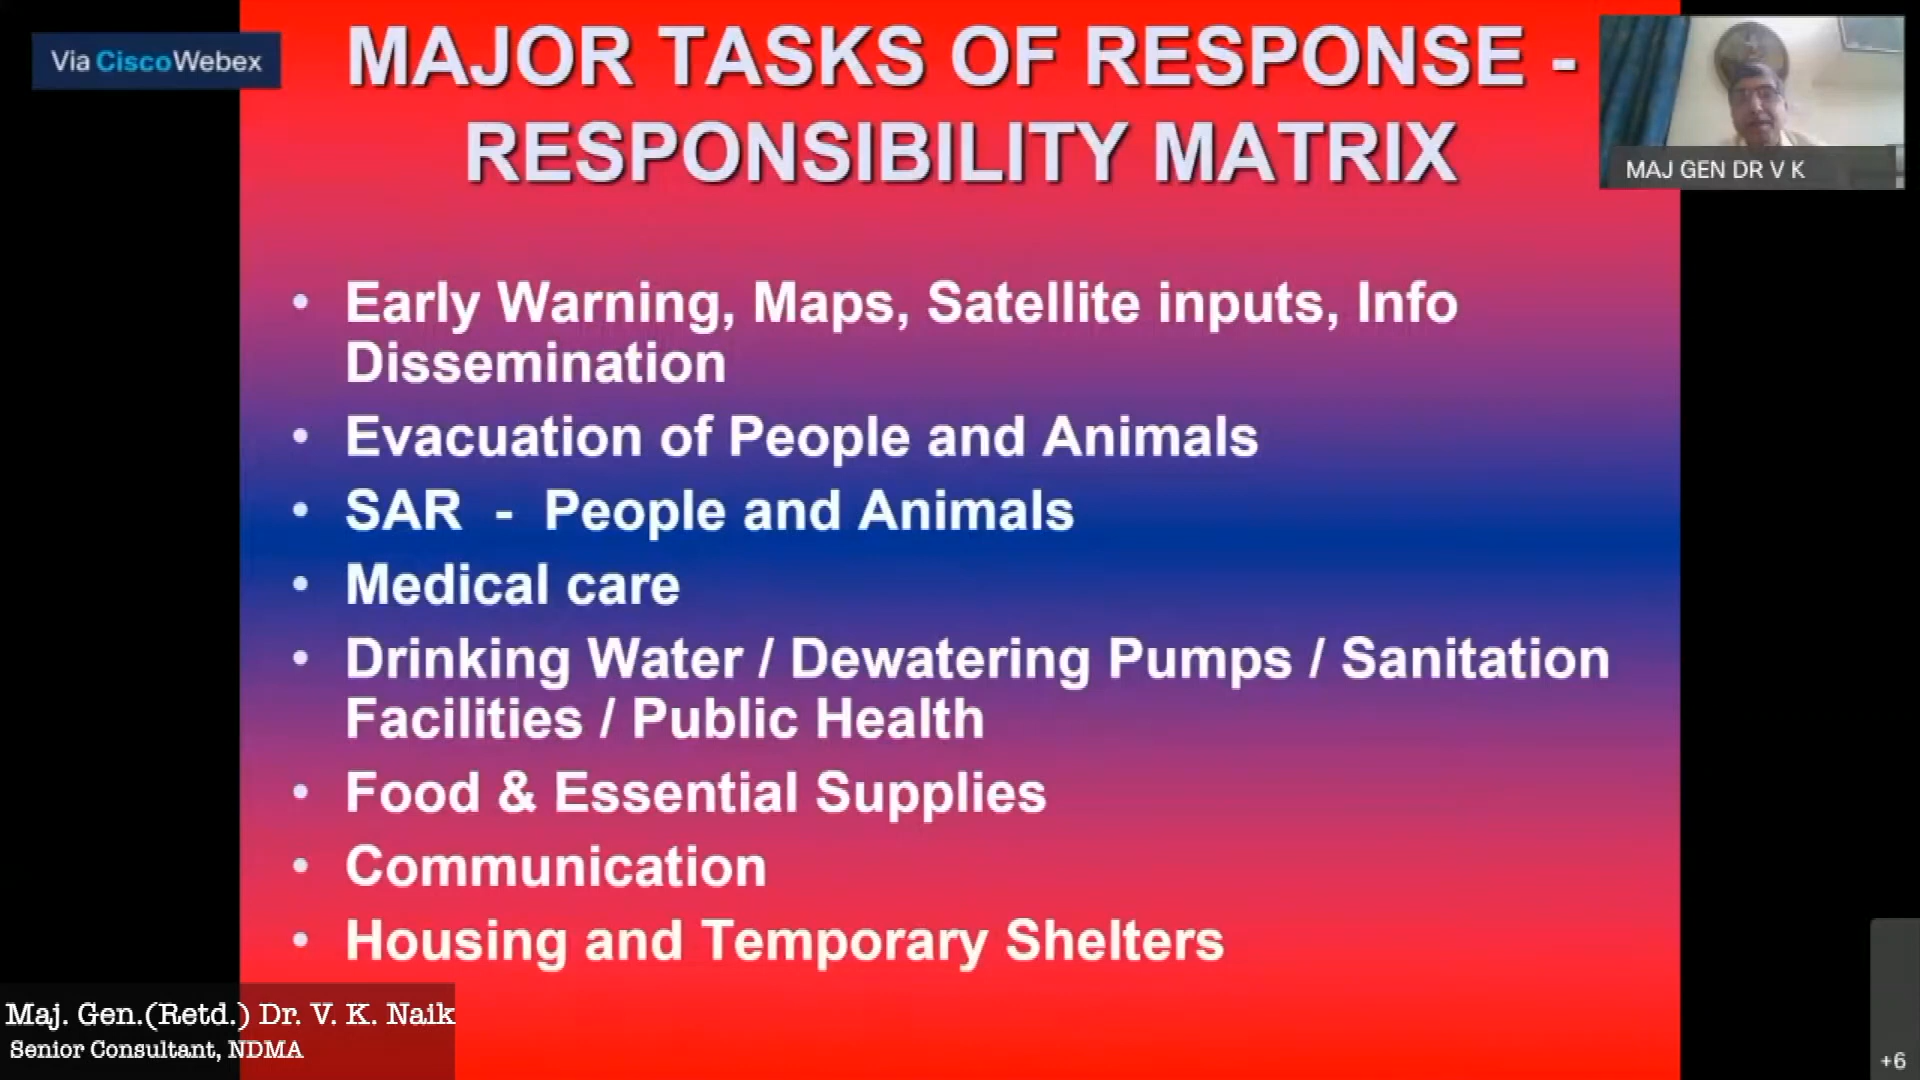 Via CiscoWebex
MAJOR TASKS OF RESPONSE -
RESPONSIBILITY MATRIX
MAJ GEN DR V K
• Early Warning, Maps, Satellite inputs, Info
Dissemination
• Evacuation of People and Animals
• SAR - People and Animals
• Medical care
• Drinking Water / Dewatering Pumps / Sanitation
Facilities / Public Health
• Food & Essential Supplies
• Communication
• Housing and Temporary Shelters
Maj. Gen.(Retd.) Dr. V. K. Naik
Senior Consultant, NDMA
+6